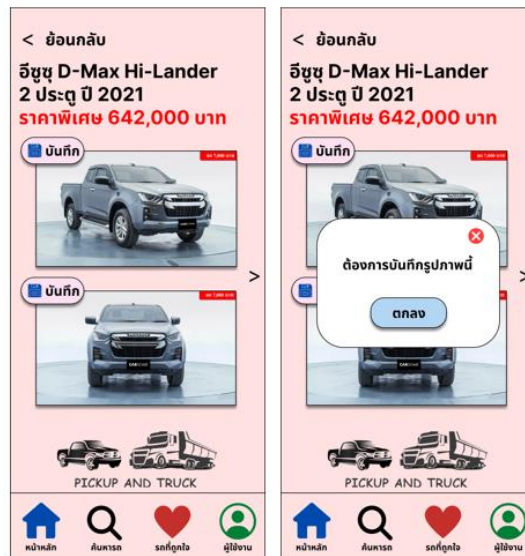 < ย้อนกลับ
อีซูซุ D-Max Hi-Lander
2 ประตู ปี 2021
ราคาพิเศษ 642,000 บาท
บันทึก
บันทึก
>
PICKUP AND TRUCK
หน้าหลัก
ค้นหารถ
รถที่ถูกใจ
ผู้ใช้งาน
< ย้อนกลับ
อีซูซุ D-Max Hi-Lander
2 ประตู ปี 2021
ราคาพิเศษ 642,000 บาท
บันทึก
ต้องการบันทึกรูปภาพนี้
ตกลง
บันทึก
>
PICKUP AND TRUCK
หน้าหลัก
ค้นหารถ
รถที่ถูกใจ
ผู้ใช้งาน